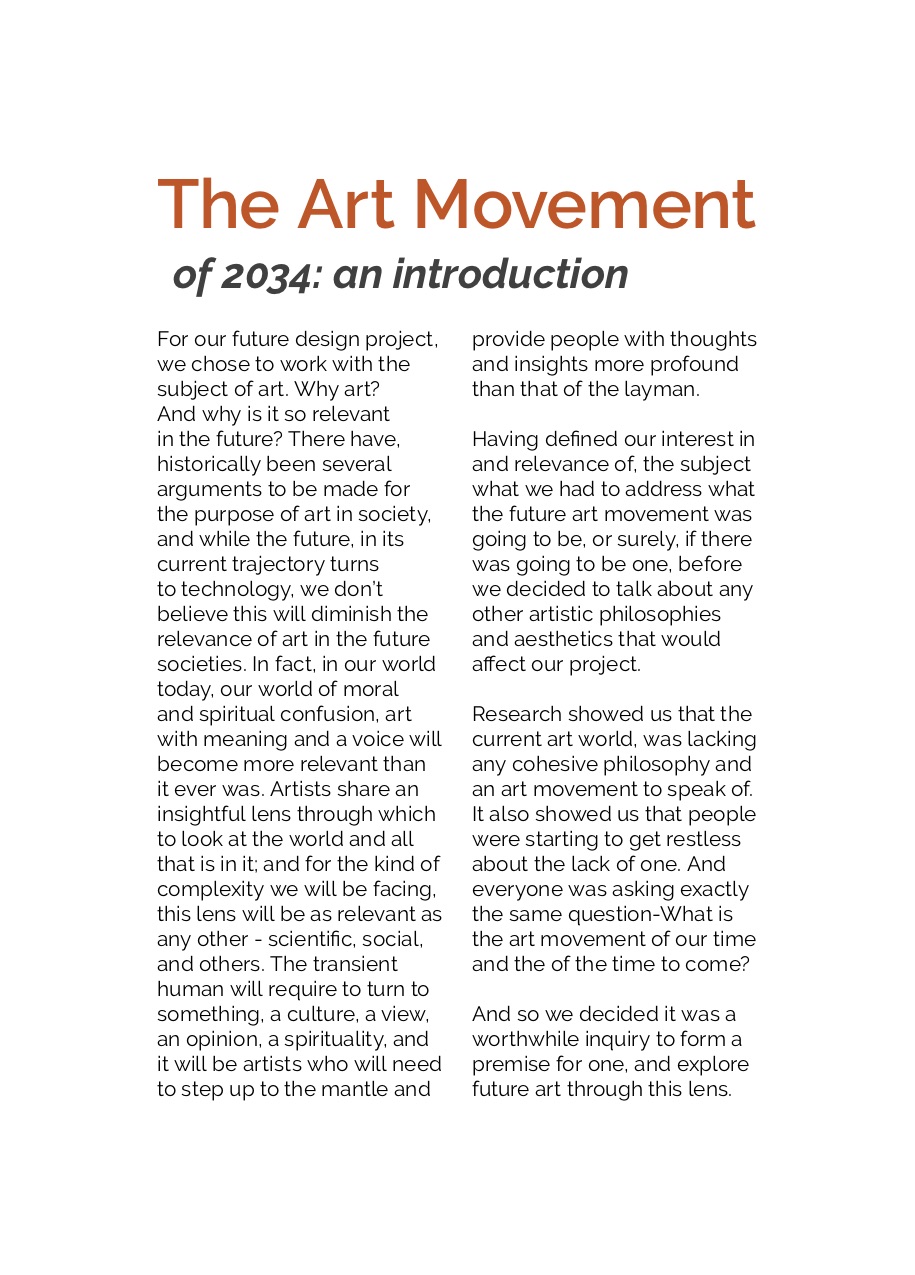 The Art Movement
of 2034: an introduction
For our future design project,
we chose to work with the
subject of art. Why art?
And why is it so relevant
in the future? There have,
historically been several
arguments to be made for
the purpose of art in society,
and while the future, in its
current trajectory turns
to technology, we don’t
believe this will diminish the
relevance of art in the future
societies. In fact, in our world
today, our world of moral
and spiritual confusion, art
with meaning and a voice will
become more relevant than
it ever was. Artists share an
insightful lens through which
to look at the world and all
that is in it; and for the kind of
complexity we will be facing,
this lens will be as relevant as
any other - scientific, social,
and others. The transient
human will require to turn to
something, a culture, a view,
an opinion, a spirituality, and
it will be artists who will need
to step up to the mantle and
provide people with thoughts
and insights more profound
than that of the layman.
Having defined our interest in
and relevance of, the subject
what we had to address what
the future art movement was
going to be, or surely, if there
was going to be one, before
we decided to talk about any
other artistic philosophies
and aesthetics that would
affect our project.
Research showed us that the
current art world, was lacking
any cohesive philosophy and
an art movement to speak of.
It also showed us that people
were starting to get restless
about the lack of one. And
everyone was asking exactly
the same question-What is
the art movement of our time
and the of the time to come?
And so we decided it was a
worthwhile inquiry to form a
premise for one, and explore
future art through this lens.